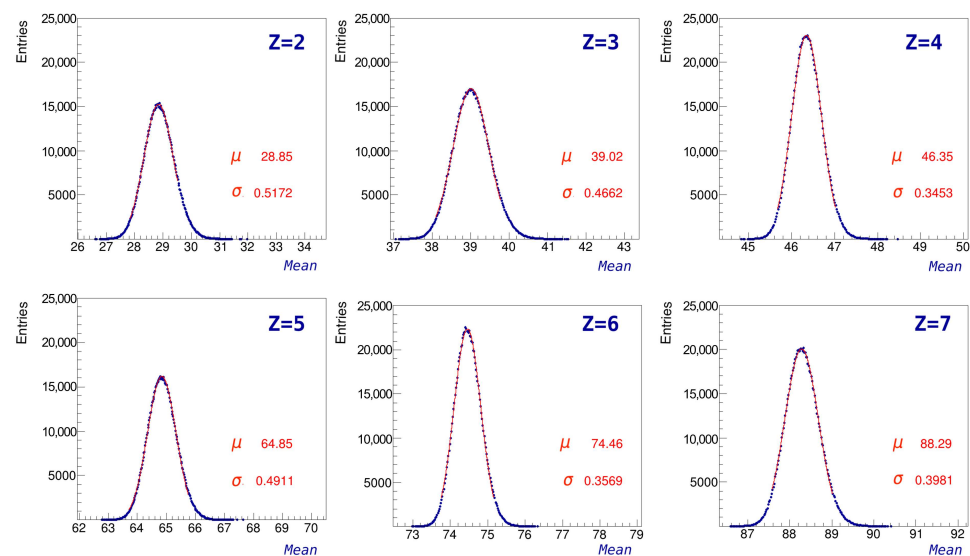 Entries
25,000
20,000
15,000
10,000
5000
Z=2
μ 28.85
σ 0.5172
26 27 28 29 30 31 32 33 34
Mean
Entries
25,000
20,000
15,000
10,000
5000
Z=3
μ 39.02
σ 0.4662
37 38 39 40 41 42 43
Mean
Entries
25,000
20,000
15,000
10,000
5000
Z=4
μ 46.35
σ 0.3453
45 46 47 48 49 50
Mean
Entries
25,000
20,000
15,000
10,000
5000
Z=5
μ 64.85
σ 0.4911
62 63 64 65 66 67 68 69 70
Mean
Entries
25,000
20,000
15,000
10,000
5000
Z=6
μ 74.46
σ 0.3569
73 74 75 76 77 78 79
Mean
Entries
25,000
20,000
15,000
10,000
5000
Z=7
μ 88.29
σ 0.3981
87 88 89 90 91 92
Mean